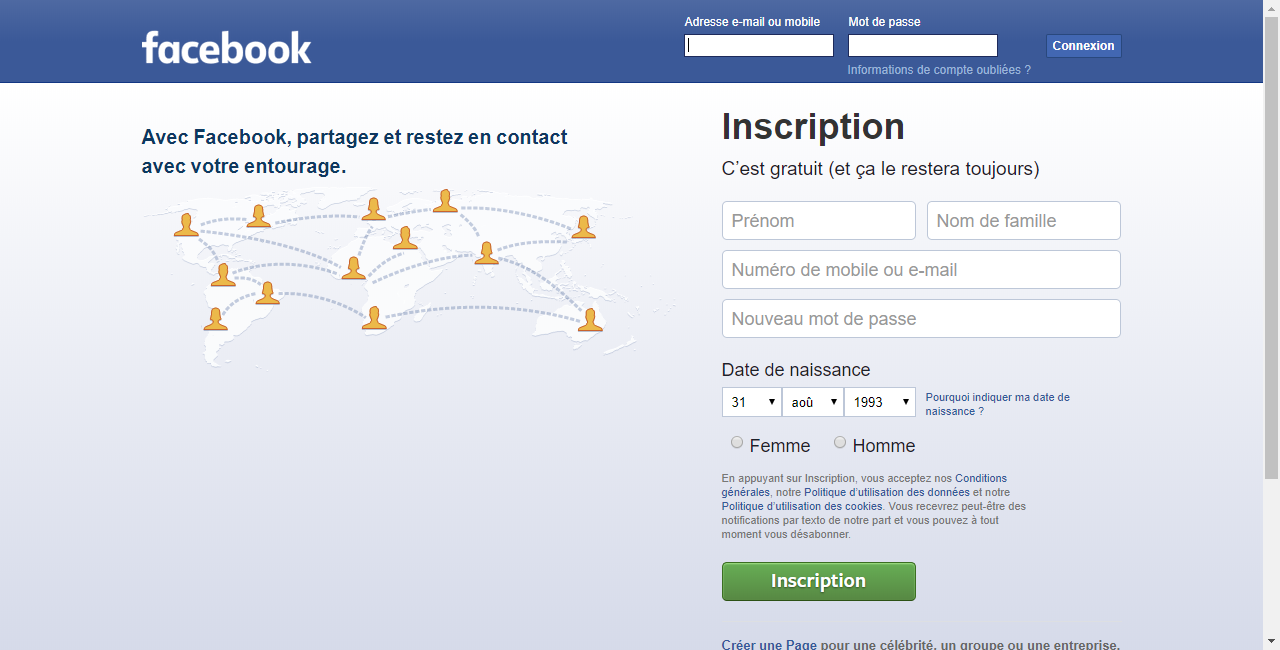 facebook
Adresse e-mail ou mobile
Mot de passe
Connexion
Informations de compte oubliées ?
Avec Facebook, partagez et restez en contact
avec votre entourage.
Inscription
C’est gratuit (et ça le restera toujours)
Prénom
Nom de famille
Numéro de mobile ou e-mail
Nouveau mot de passe
Date de naissance
31
aoû
1993
Pourquoi indiquer ma date de
naissance ?
Femme
Homme
En appuyant sur Inscription, vous acceptez nos Conditions
générales, notre Politique d’utilisation des données et notre
Politique d’utilisation des cookies. Vous recevrez peut-être des
notifications par texto de notre part et vous pouvez à tout
moment vous désabonner.
Inscription
Créer une Page pour une célébrité, un groupe ou une entreprise.